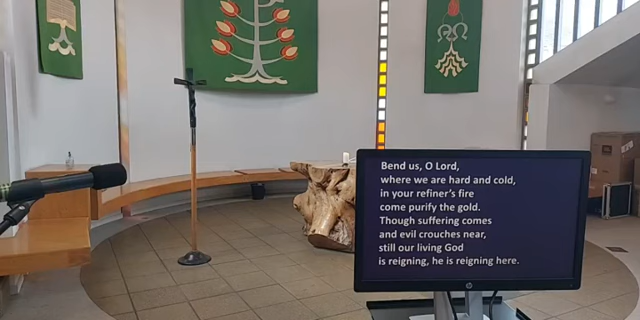 Bend us, O Lord,
where we are hard and cold,
in your refiner's fire
come purify the gold.
Though suffering comes
and evil crouches near,
still our living God
is reigning, he is reigning here.
hp